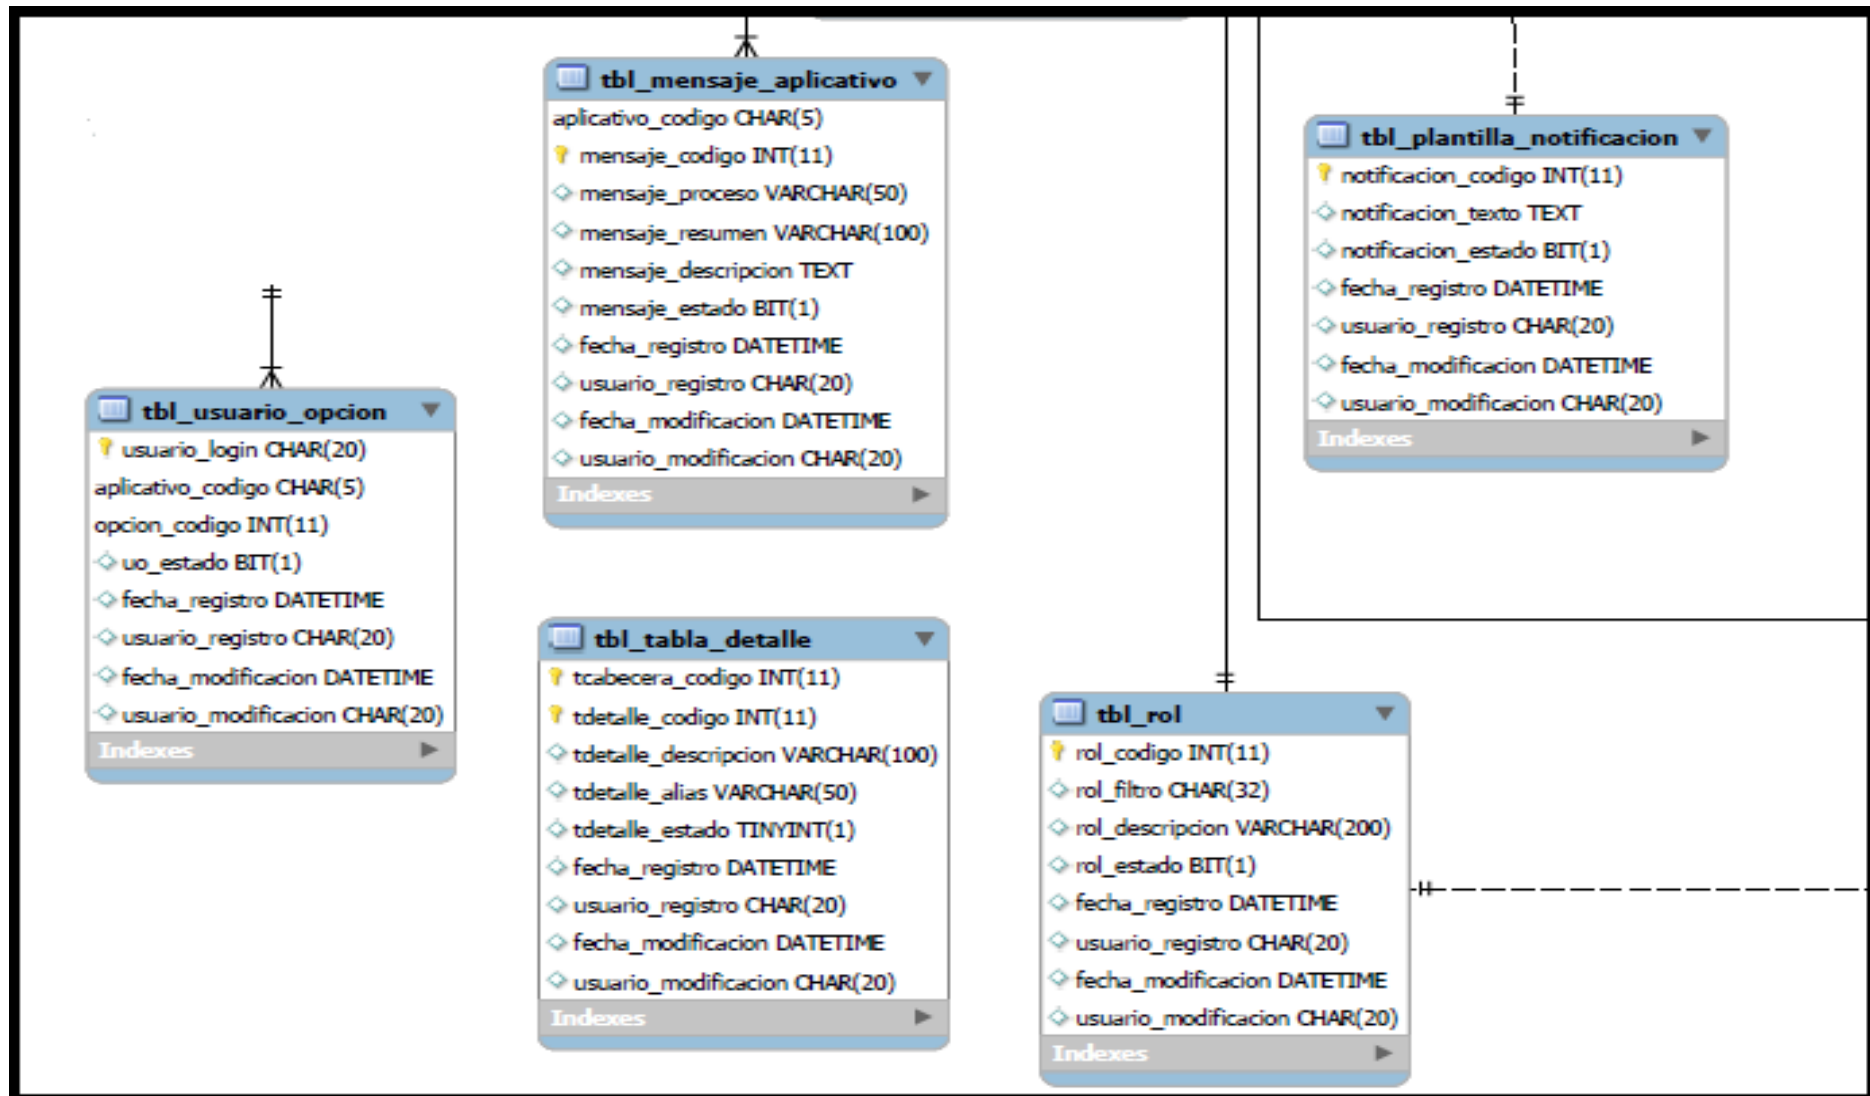 tbl_mensaje_aplicativo
aplicativo_codigo CHAR(5)
mensaje_codigo INT(11)
mensaje_proceso VARCHAR(50)
mensaje_resumen VARCHAR(100)
mensaje_descripcion TEXT
mensaje_estado BIT(1)
fecha_registro DATETIME
usuario_registro CHAR(20)
fecha_modificacion DATETIME
usuario_modificacion CHAR(20)
Indexes
tbl_plantilla_notificacion
notificacion_codigo INT(11)
notificacion_texto TEXT
notificacion_estado BIT(1)
fecha_registro DATETIME
usuario_registro CHAR(20)
fecha_modificacion DATETIME
usuario_modificacion CHAR(20)
Indexes
tbl_usuario_opcion
usuario_login CHAR(20)
aplicativo_codigo CHAR(5)
opcion_codigo INT(11)
uo_estado BIT(1)
fecha_registro DATETIME
usuario_registro CHAR(20)
fecha_modificacion DATETIME
usuario_modificacion CHAR(20)
Indexes
tbl_tabla_detalle
tcabecera_codigo INT(11)
tdetalle_codigo INT(11)
tdetalle_descripcion VARCHAR(100)
tdetalle_alias VARCHAR(50)
tdetalle_estado TINYINT(1)
fecha_registro DATETIME
usuario_registro CHAR(20)
fecha_modificacion DATETIME
usuario_modificacion CHAR(20)
Indexes
tbl_rol
rol_codigo INT(11)
rol_filtro CHAR(32)
rol_descripcion VARCHAR(200)
rol_estado BIT(1)
fecha_registro DATETIME
usuario_registro CHAR(20)
fecha_modificacion DATETIME
usuario_modificacion CHAR(20)
Indexes